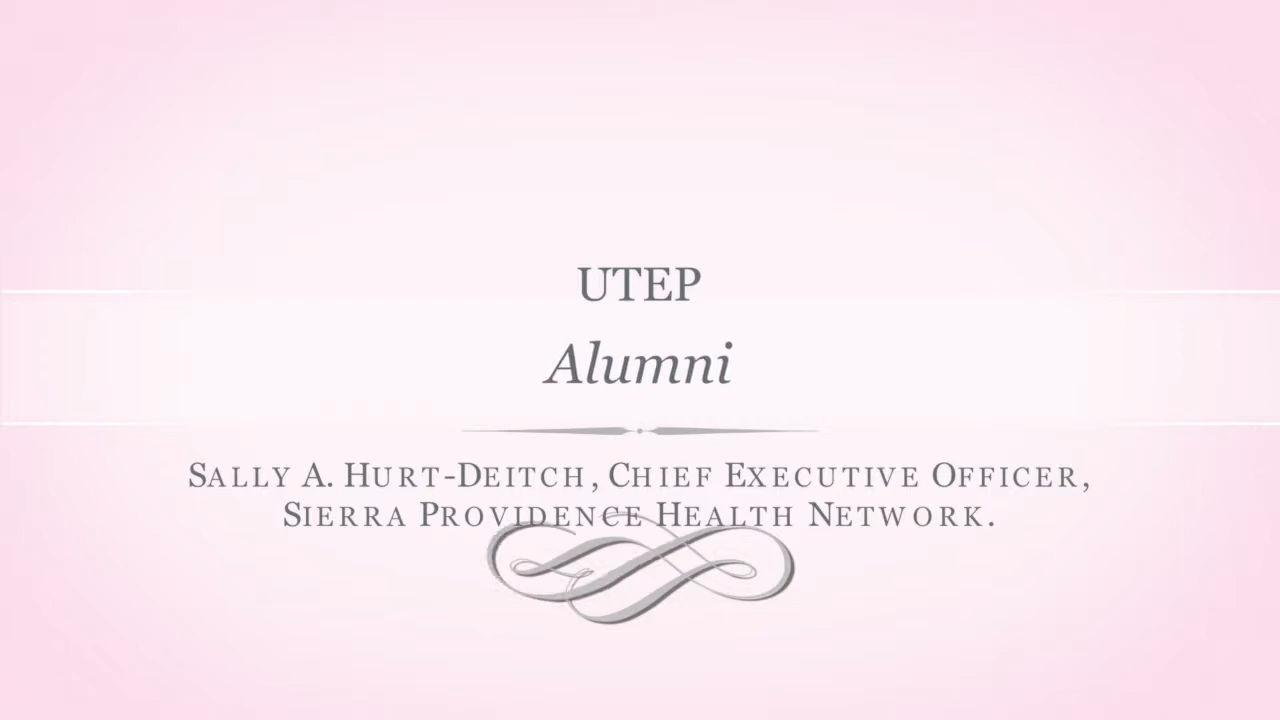 UTEP
Alumni
Sally A. Hurt-Deitch, Chief Executive Officer,
Sierra Providence Health Network.